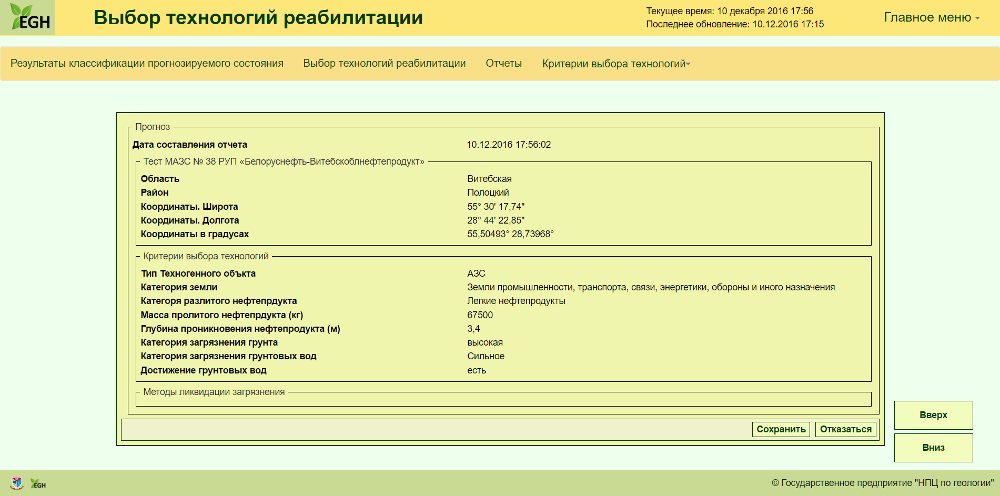 EGH
Выбор технологий реабилитации
Текущее время: 10 декабря 2016 17:56
Последнее обновление: 10.12.2016 17:15
Главное меню
Результаты классификации прогнозируемого состояния
Выбор технологий реабилитации
Отчеты
Критерии выбора технологий
Прогноз
Дата составления отчета 10.12.2016 17:56:02
Тест МАЗС № 38 РУП «Белоруснефть-Витебскоблнефтепродукт»
Область Витебская
Район Полоцкий
Координаты. Широта 55° 30' 17,74"
Координаты. Долгота 28° 44' 22,85"
Координаты в градусах 55,50493° 28,73968°
Критерии выбора технологий
Тип Техногенного объкта АЗС
Категория земли Земли промышленности, транспорта, связи, энергетики, обороны и иного назначения
Категоря разлитого нефтепрдукта Легкие нефтепродукты
Масса пролитого нефтепрдукта (кг) 67500
Глубина проникновения нефтепродукта (м) 3,4
Категория загрязнения грунта высокая
Категория загрязнения грунтовых вод Сильное
Достижение грунтовых вод есть
Методы ликвидации загрязнения
Сохранить
Отказаться
Вверх
Вниз
EGH
© Государственное предприятие "НПЦ по геологии"